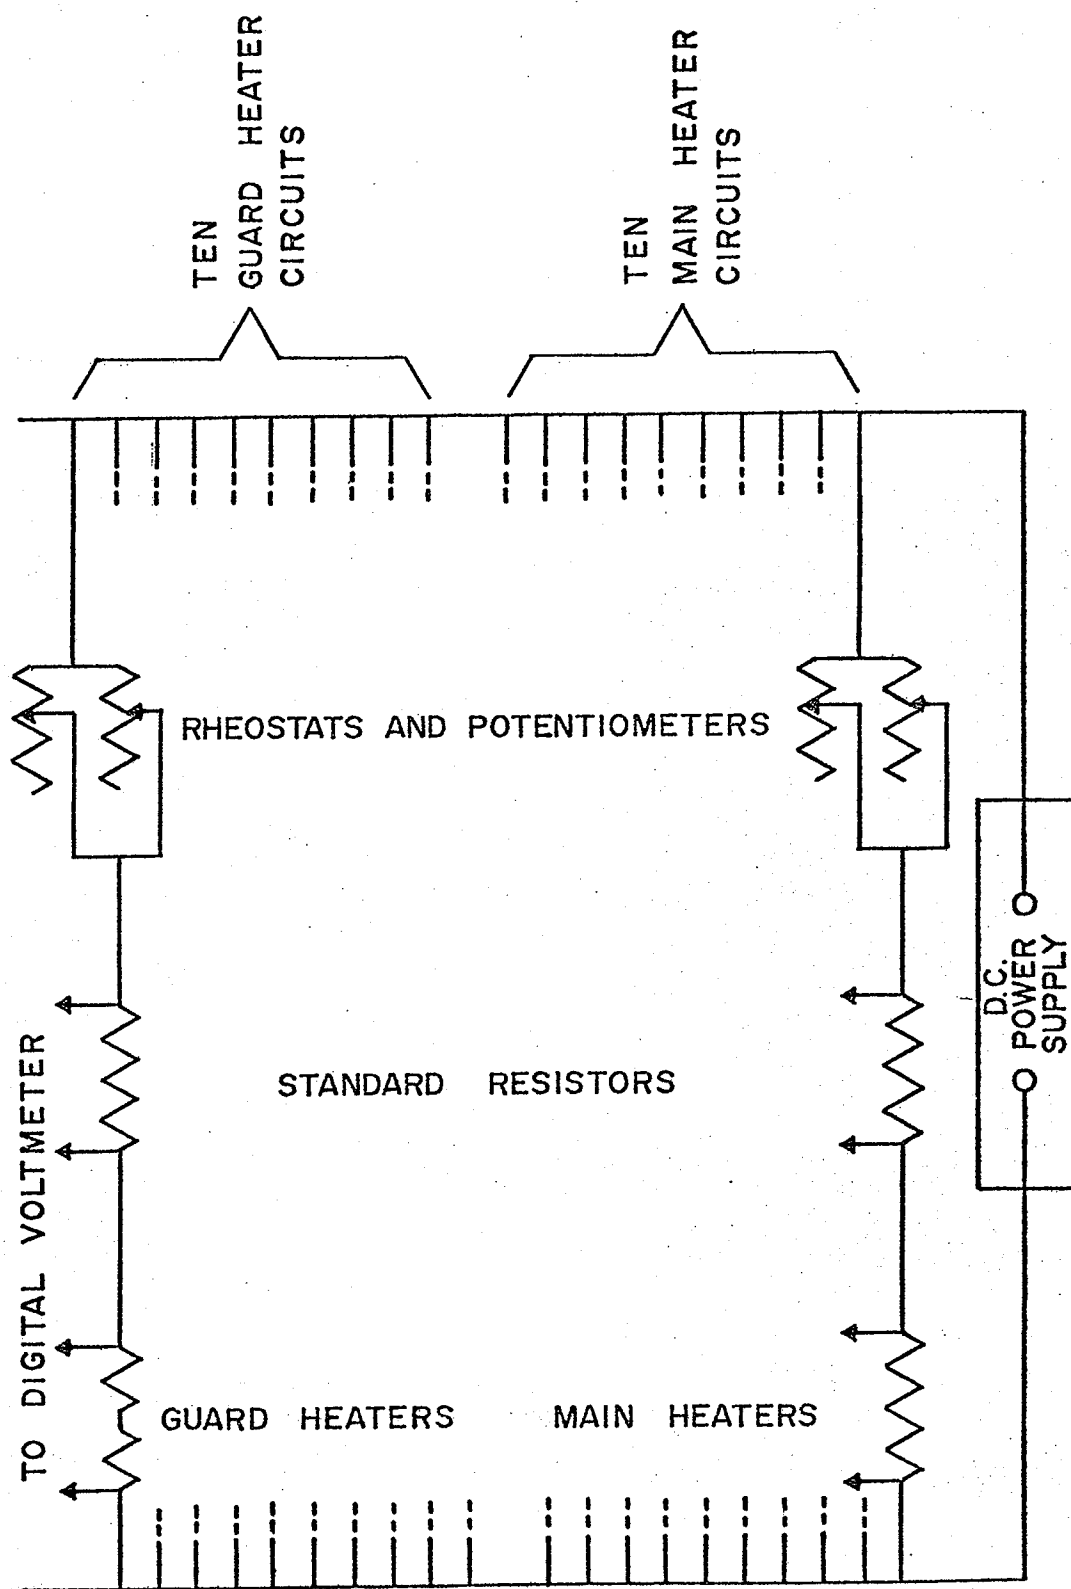 TEN
GUARD HEATER
CIRCUITS
TEN
MAIN HEATER
CIRCUITS
RHEOSTATS AND POTENTIOMETERS
TO DIGITAL VOLTMETER
STANDARD RESISTORS
D.C.
POWER
SUPPLY
GUARD HEATERS
MAIN HEATERS